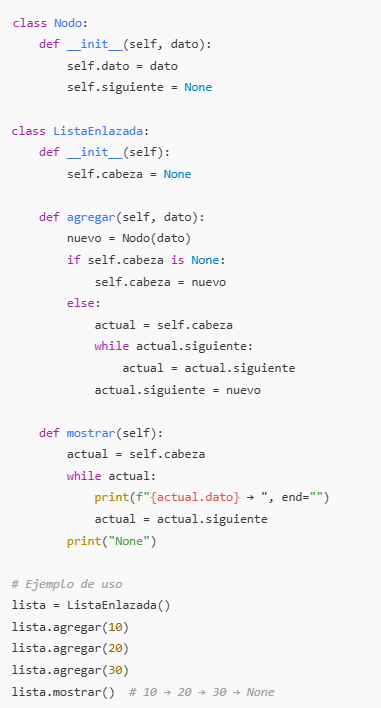 class Nodo:
    def __init__(self, dato):
        self.dato = dato
        self.siguiente = None

class ListaEnlazada:
    def __init__(self):
        self.cabeza = None

    def agregar(self, dato):
        nuevo = Nodo(dato)
        if self.cabeza is None:
            self.cabeza = nuevo
        else:
            actual = self.cabeza
            while actual.siguiente:
                actual = actual.siguiente
            actual.siguiente = nuevo

    def mostrar(self):
        actual = self.cabeza
        while actual:
            print(f"{actual.dato} → ", end="")
            actual = actual.siguiente
        print("None")

# Ejemplo de uso
lista = ListaEnlazada()
lista.agregar(10)
lista.agregar(20)
lista.agregar(30)
lista.mostrar()  # 10 → 20 → 30 → None